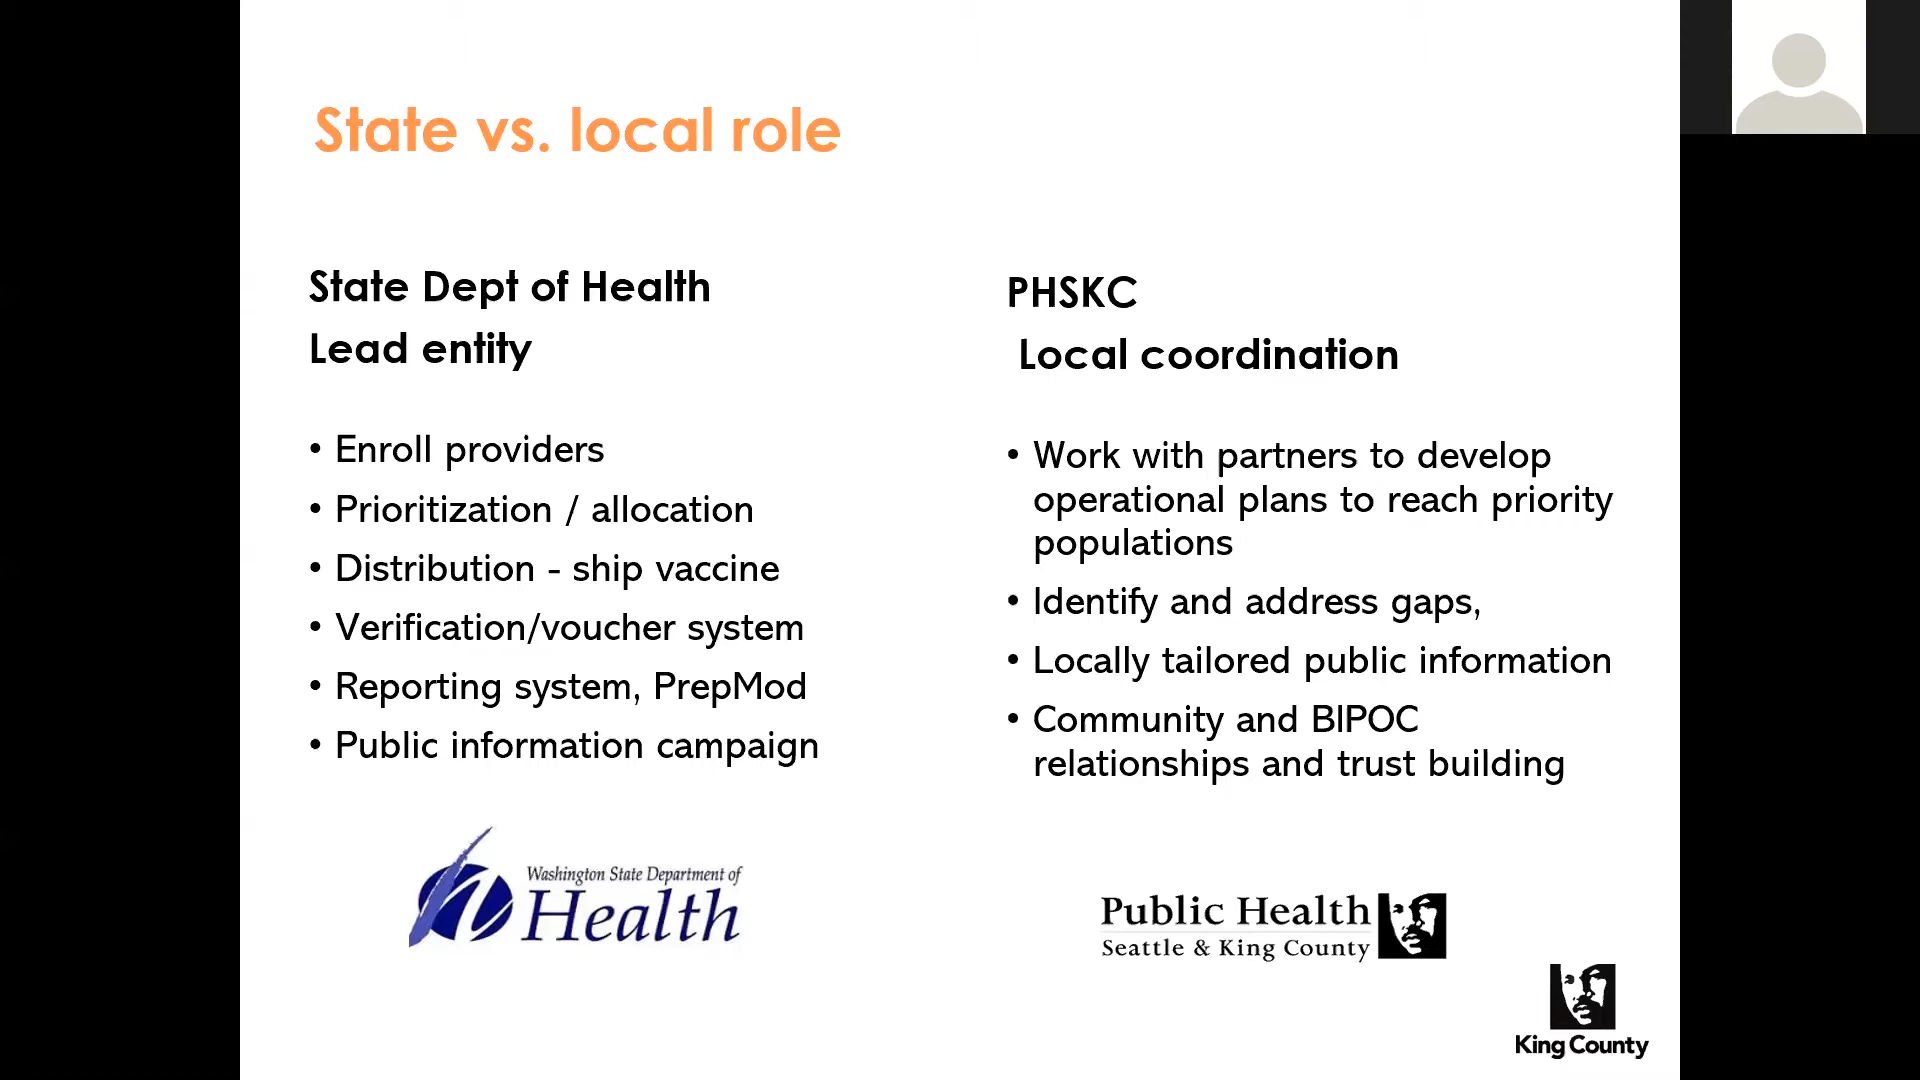 State vs. local role
State Dept of Health
Lead entity
• Enroll providers
• Prioritization / allocation
• Distribution - ship vaccine
• Verification/voucher system
• Reporting system, PrepMod
• Public information campaign
Washington State Department of
Health
PHSKC
Local coordination
• Work with partners to develop
operational plans to reach priority
populations
• Identify and address gaps,
• Locally tailored public information
• Community and BIPOC
relationships and trust building
Public Health
Seattle & King County
King County